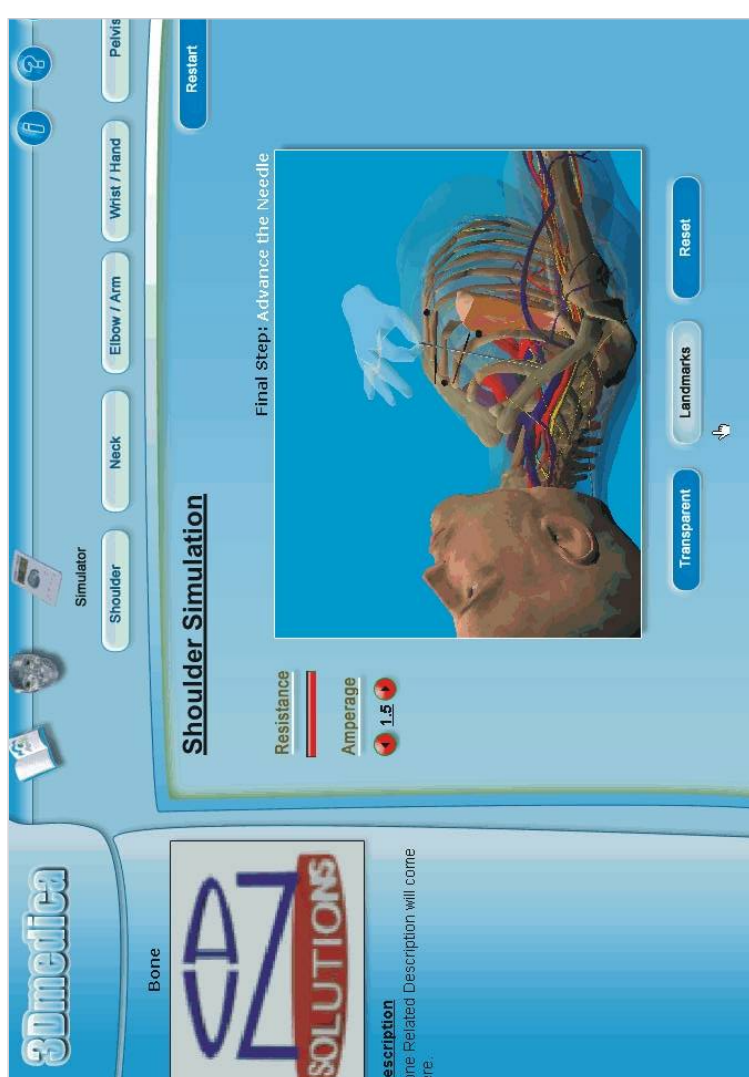 3Dmedica
i
?
Simulator
Shoulder
Neck
Elbow / Arm
Wrist / Hand
Pelvis
Bone
SOLUTIONS
escription
one Related Description will come
ere.
Shoulder Simulation
Restart
Resistance
Amperage
1.5
Final Step: Advance the Needle
Transparent
Landmarks
Reset